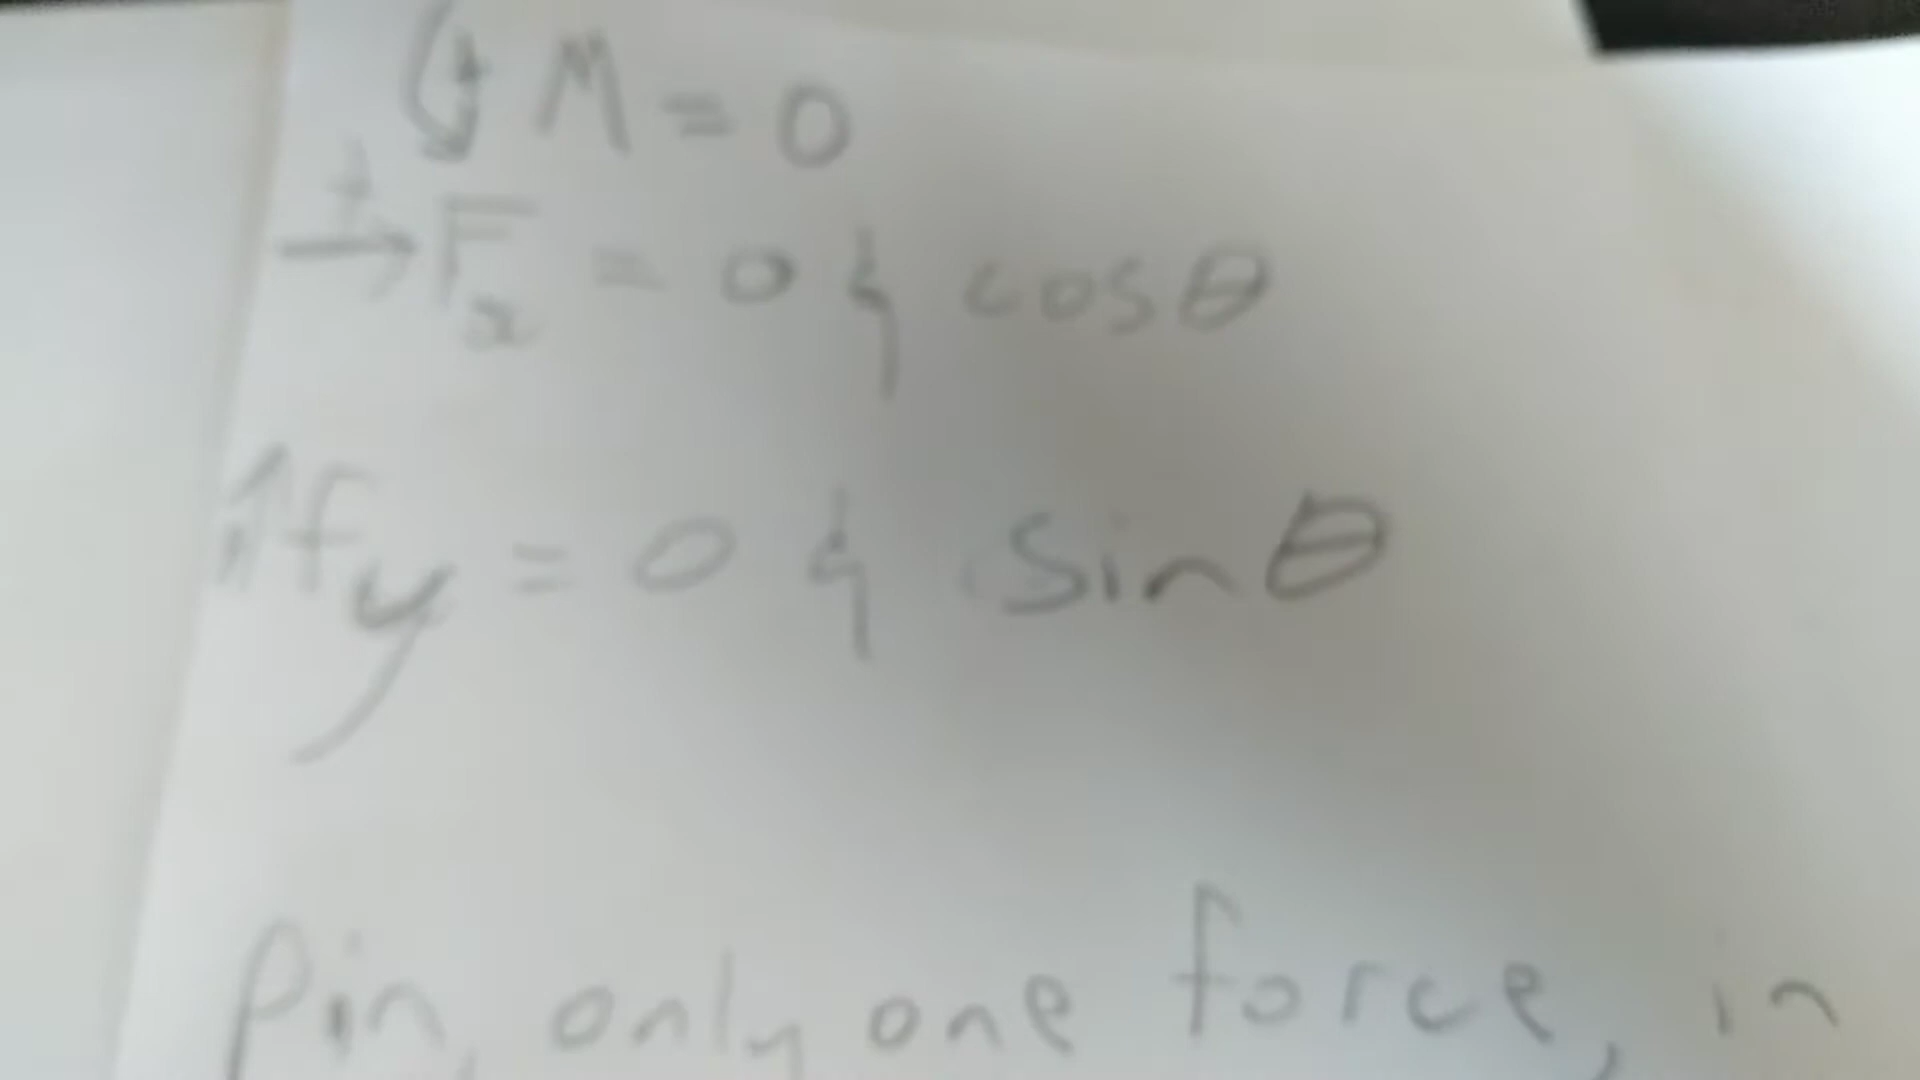 ↓+ M = 0
+→ Fx = 0 & cosθ
+↑ fy = 0 & sinθ
Pin, only one force, in